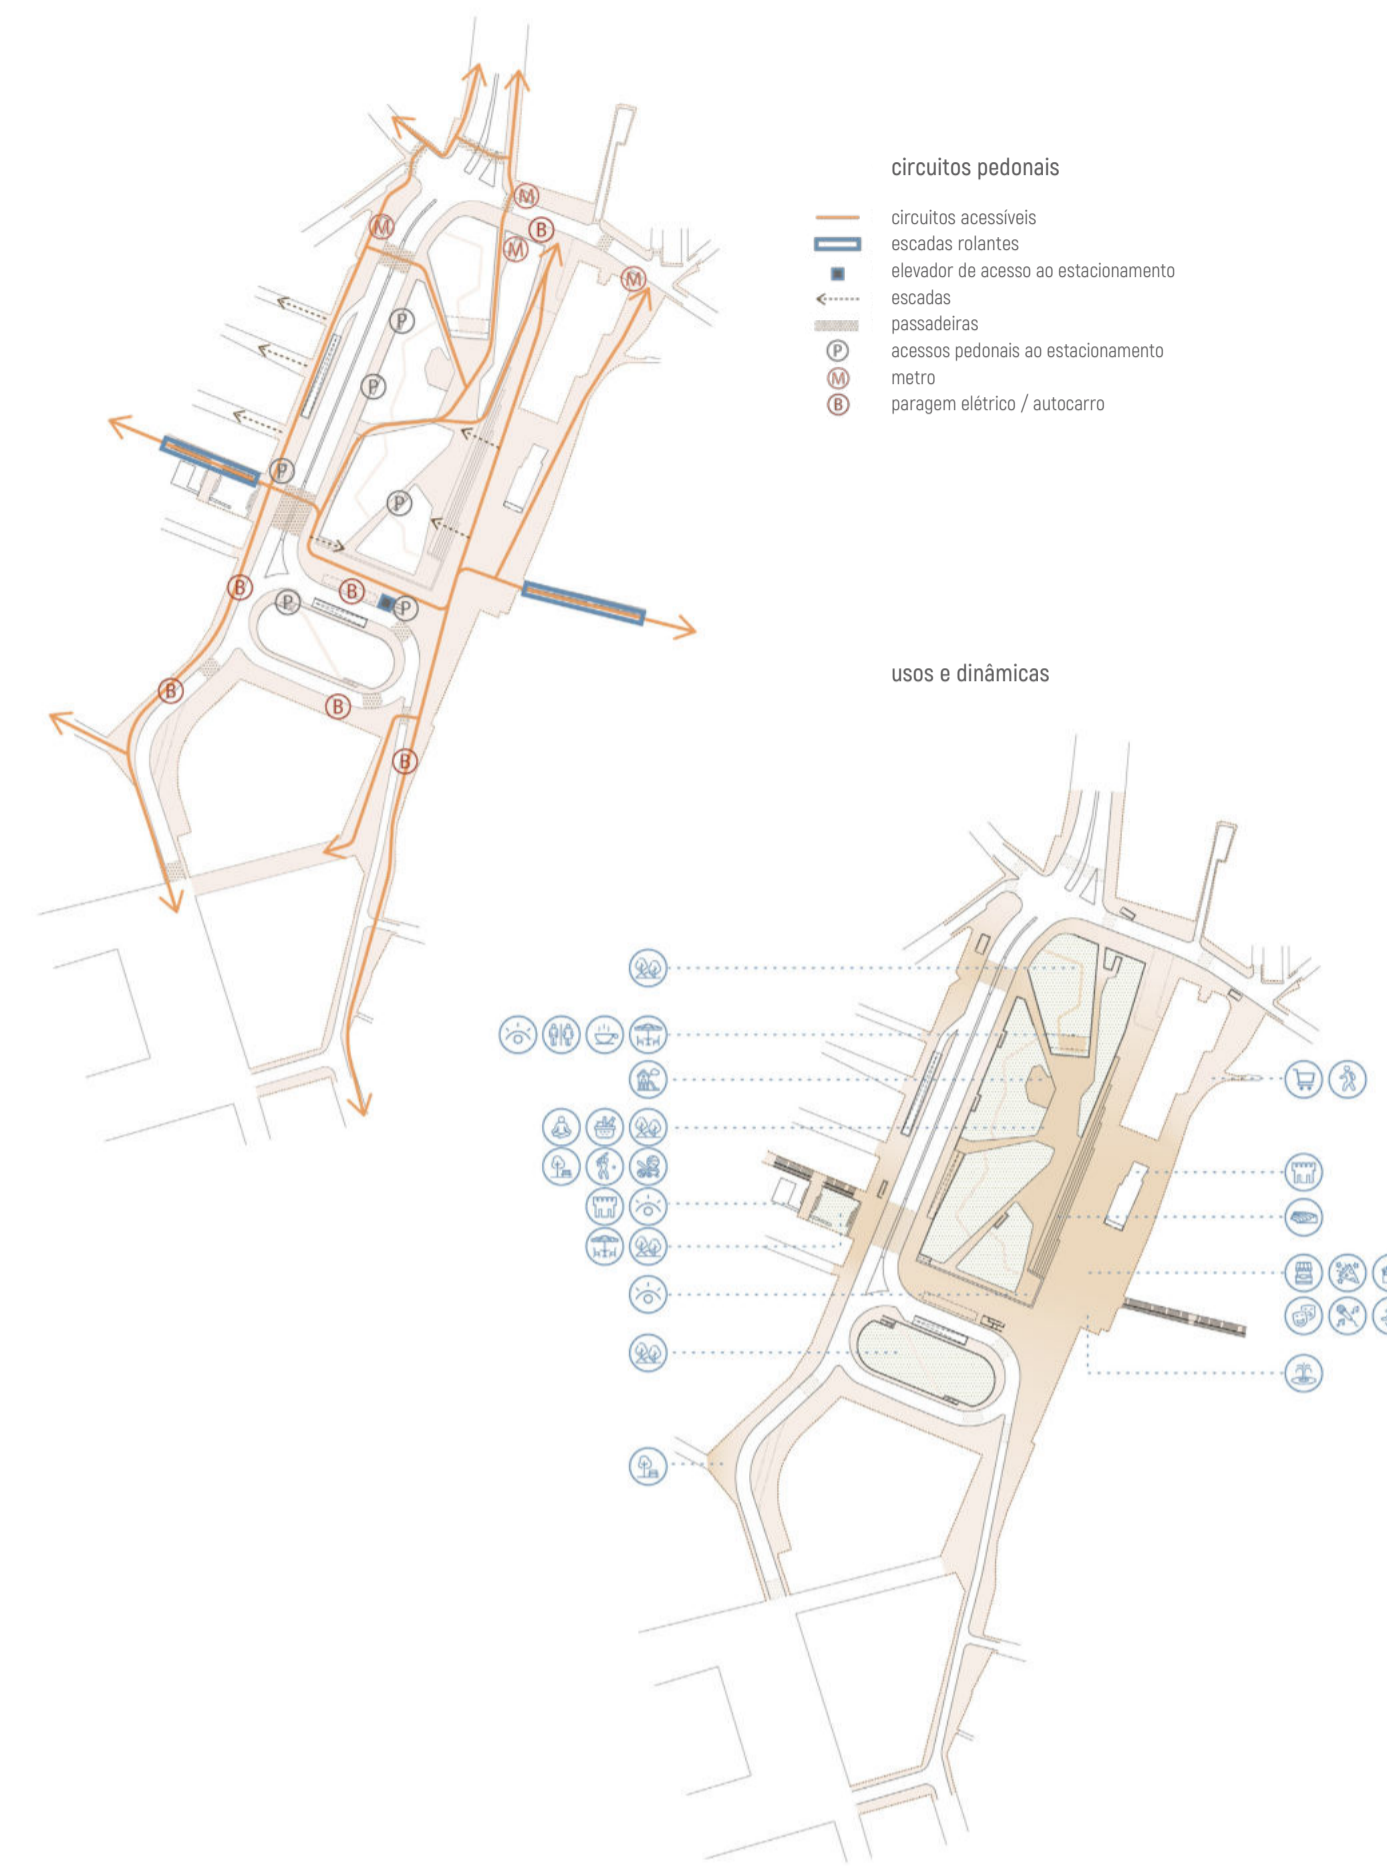 circuitos pedonais
circuitos acessíveis
escadas rolantes
elevador de acesso ao estacionamento
escadas
passadeiras
P acessos pedonais ao estacionamento
M metro
B paragem elétrico / autocarro
M
B
M
M
M
P
P
P
P
B
B
P
P
B
B
B
usos e dinâmicas